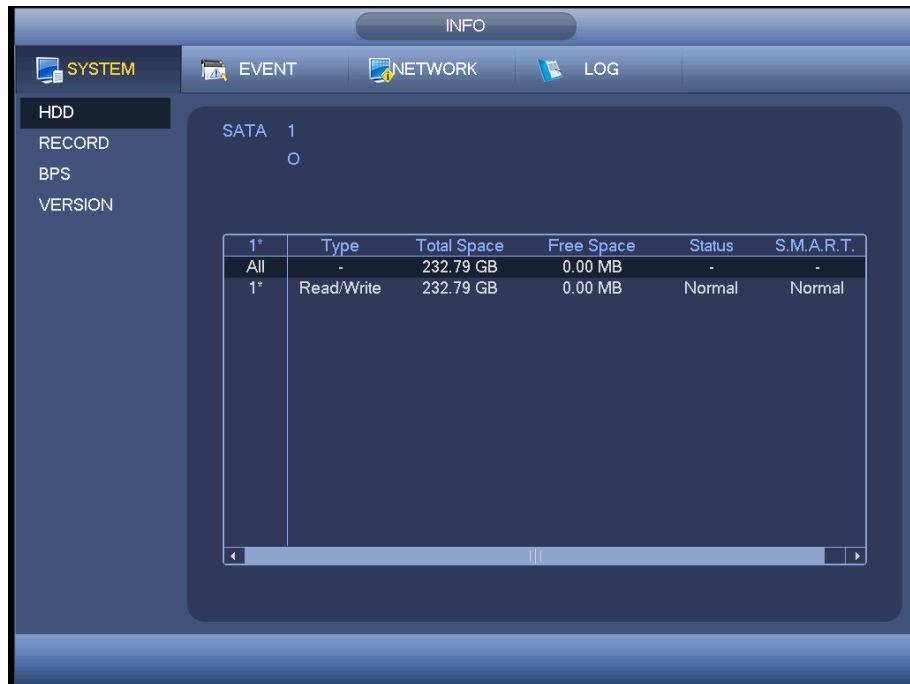 INFO
SYSTEM EVENT NETWORK LOG
HDD
RECORD
BPS
VERSION
SATA 1
O
1* Type Total Space Free Space Status S.M.A.R.T.
All - 232.79 GB 0.00 MB - -
1* Read/Write 232.79 GB 0.00 MB Normal Normal